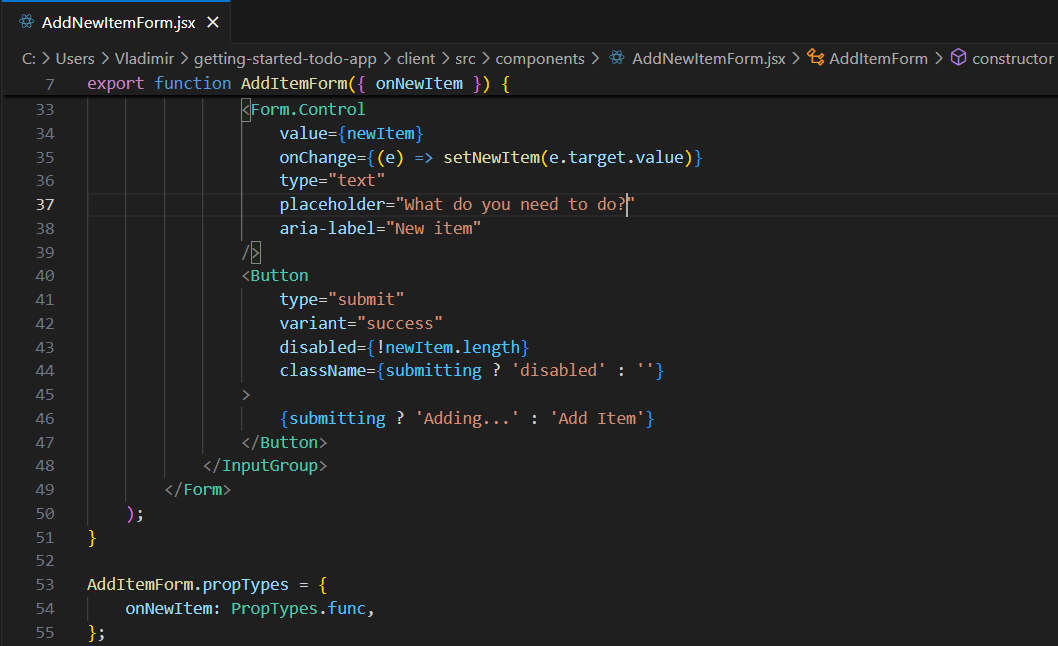 AddNewItemForm.jsx
C: > Users > Vladimir > getting-started-todo-app > client > src > components > AddNewItemForm.jsx > AddItemForm > constructor
7 export function AddItemForm({ onNewItem }) {
33 <Form.Control
34 value={newItem}
35 onChange={(e) => setNewItem(e.target.value)}
36 type="text"
37 placeholder="What do you need to do?"
38 aria-label="New item"
39 />
40 <Button
41 type="submit"
42 variant="success"
43 disabled={!newItem.length}
44 className={submitting ? 'disabled' : ''}
45 >
46 {submitting ? 'Adding...' : 'Add Item'}
47 </Button>
48 </InputGroup>
49 </Form>
50 );
51 }
52
53 AddItemForm.propTypes = {
54 onNewItem: PropTypes.func,
55 };